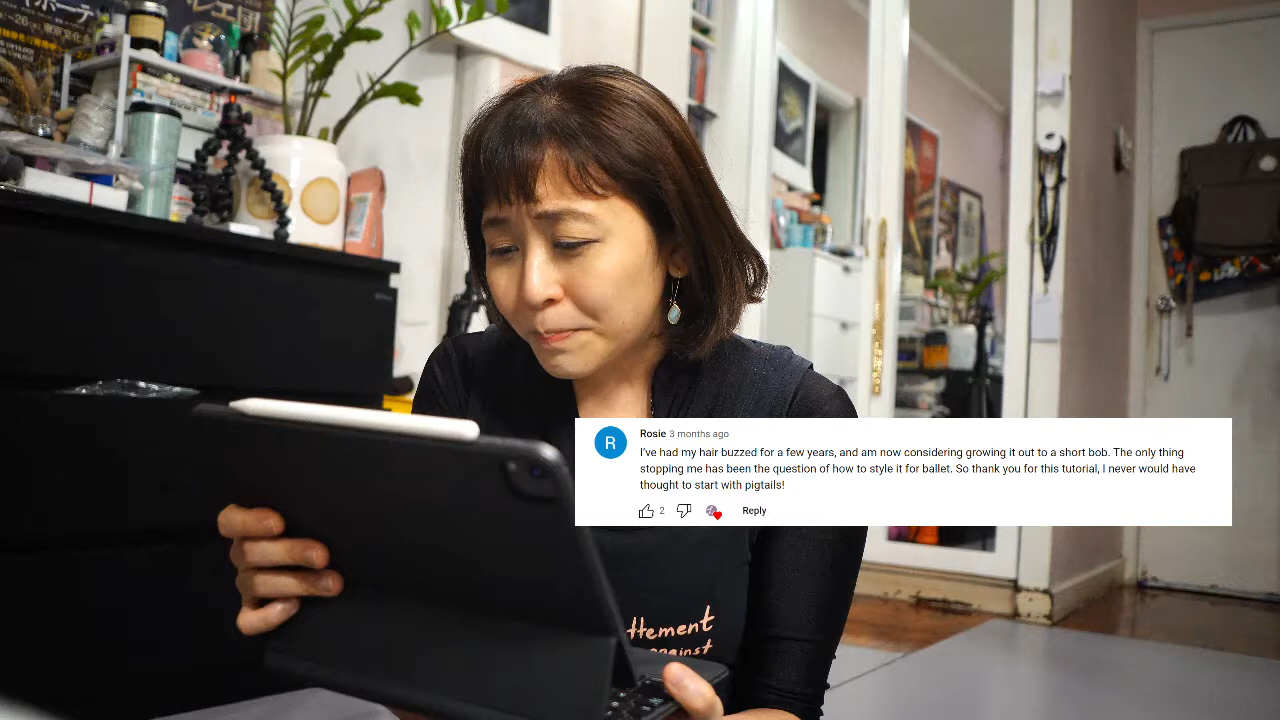 Rosie 3 months ago
I've had my hair buzzed for a few years, and am now considering growing it out to a short bob. The only thing
stopping me has been the question of how to style it for ballet. So thank you for this tutorial, I never would have
thought to start with pigtails!
2 Reply
R
ttement
against